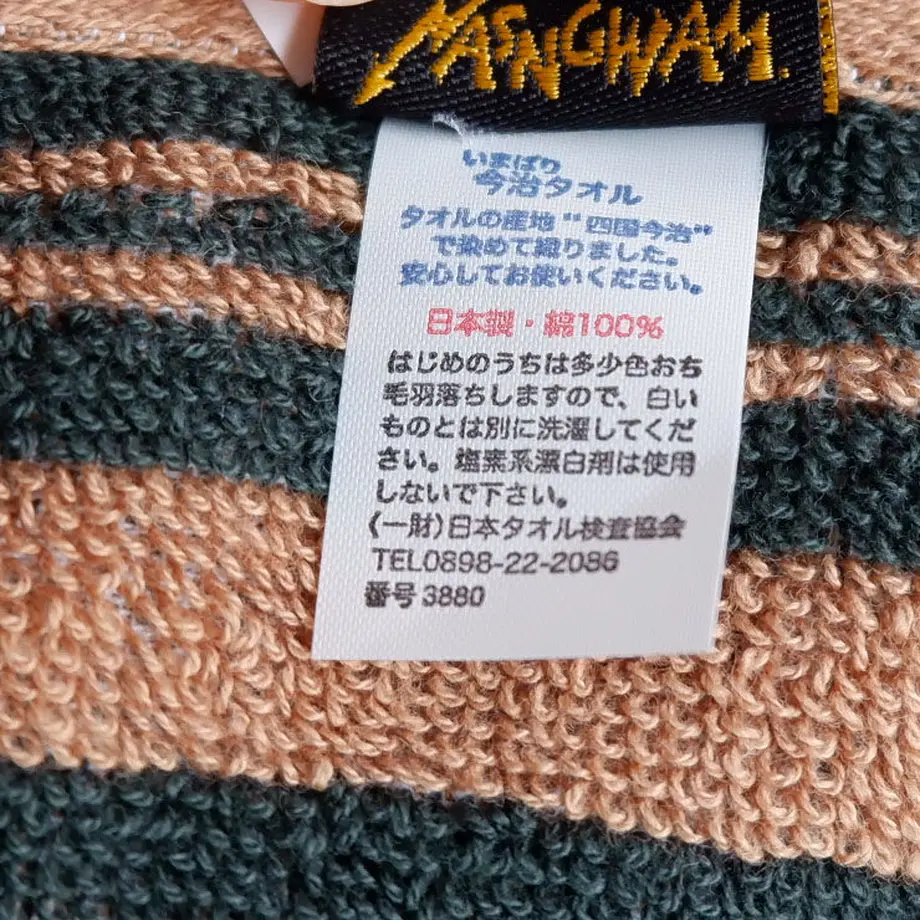 NASNGWAM.
いまばり
今治タオル
タオルの産地“四国今治”
で染めて織りました。
安心してお使いください。
日本製・綿100%
はじめのうちは多少色おち
毛羽落ちしますので、白い
ものとは別に洗濯してくだ
さい。塩素系漂白剤は使用
しないで下さい。
(一財)日本タオル検査協会
TEL0898-22-2086
番号3880